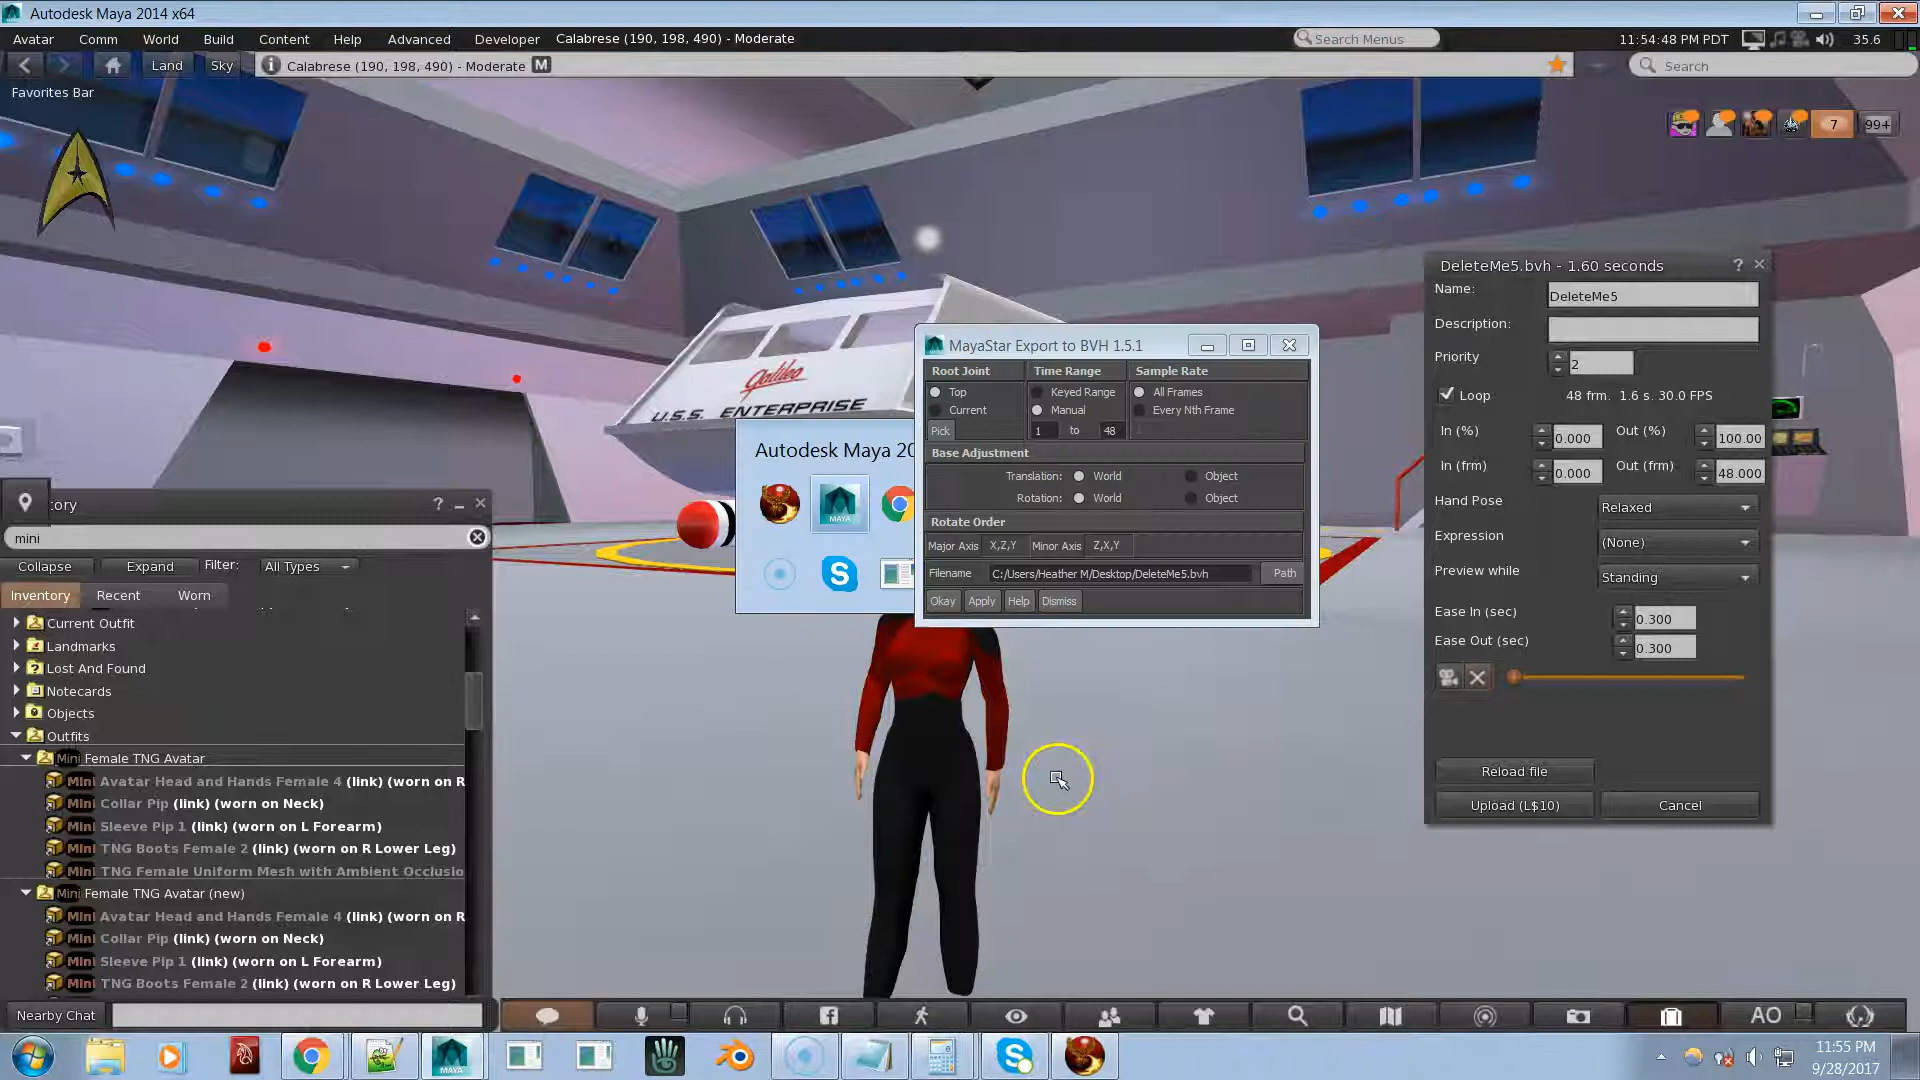 Autodesk Maya 2014 x64
Avatar Comm World Build Content Help Advanced Developer Calabrese (190, 198, 490) - Moderate
Search Menus
11:54:48 PM PDT
35.6
Land
Sky
Calabrese (190, 198, 490) - Moderate M
Search
Favorites Bar
7
99+
Galileo
U.S.S. ENTERPRISE
Autodesk Maya 20
MAYA
MayaStar Export to BVH 1.5.1
Root Joint Time Range Sample Rate
Top Keyed Range All Frames
Current Manual Every Nth Frame
Pick 1 to 48
Base Adjustment
Translation: World Object
Rotation: World Object
Rotate Order
Major Axis X,Z,Y Minor Axis Z,X,Y
Filename C:/Users/Heather M/Desktop/DeleteMe5.bvh Path
Okay Apply Help Dismiss
DeleteMe5.bvh - 1.60 seconds ?
Name: DeleteMe5
Description:
Priority 2
Loop 48 frm. 1.6 s. 30.0 FPS
In (%) 0.000 Out (%) 100.00
In (frm) 0.000 Out (frm) 48.000
Hand Pose Relaxed
Expression (None)
Preview while Standing
Ease In (sec) 0.300
Ease Out (sec) 0.300
Reload file
Upload (L$10) Cancel
tory ?
mini
Collapse Expand Filter: All Types
Inventory Recent Worn
Current Outfit
Landmarks
Lost And Found
Notecards
Objects
Outfits
Mini Female TNG Avatar
Mini Avatar Head and Hands Female 4 (link) (worn on R
Mini Collar Pip (link) (worn on Neck)
Mini Sleeve Pip 1 (link) (worn on L Forearm)
Mini TNG Boots Female 2 (link) (worn on R Lower Leg)
Mini TNG Female Uniform Mesh with Ambient Occlusio
Mini Female TNG Avatar (new)
Mini Avatar Head and Hands Female 4 (link) (worn on R
Mini Collar Pip (link) (worn on Neck)
Mini Sleeve Pip 1 (link) (worn on L Forearm)
Mini TNG Boots Female 2 (link) (worn on R Lower Leg)
Nearby Chat
AO
MAYA
11:55 PM
9/28/2017